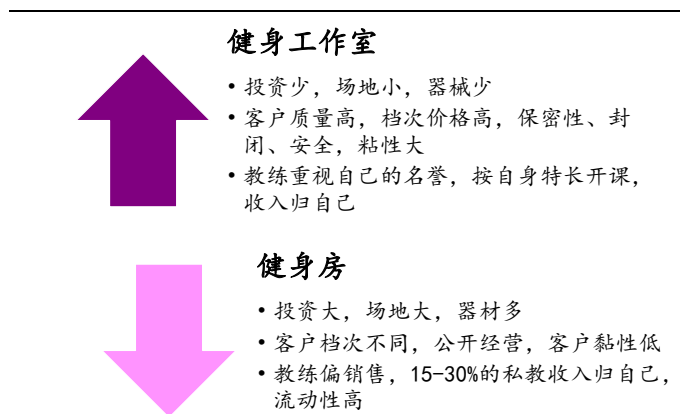 健身工作室
• 投资少，场地小，器械少
• 客户质量高，档次价格高，保密性、封
闭、安全，粘性大
• 教练重视自己的名誉，按自身特长开课，
收入归自己
健身房
• 投资大，场地大，器材多
• 客户档次不同，公开经营，客户黏性低
• 教练偏销售，15-30%的私教收入归自己，
流动性高